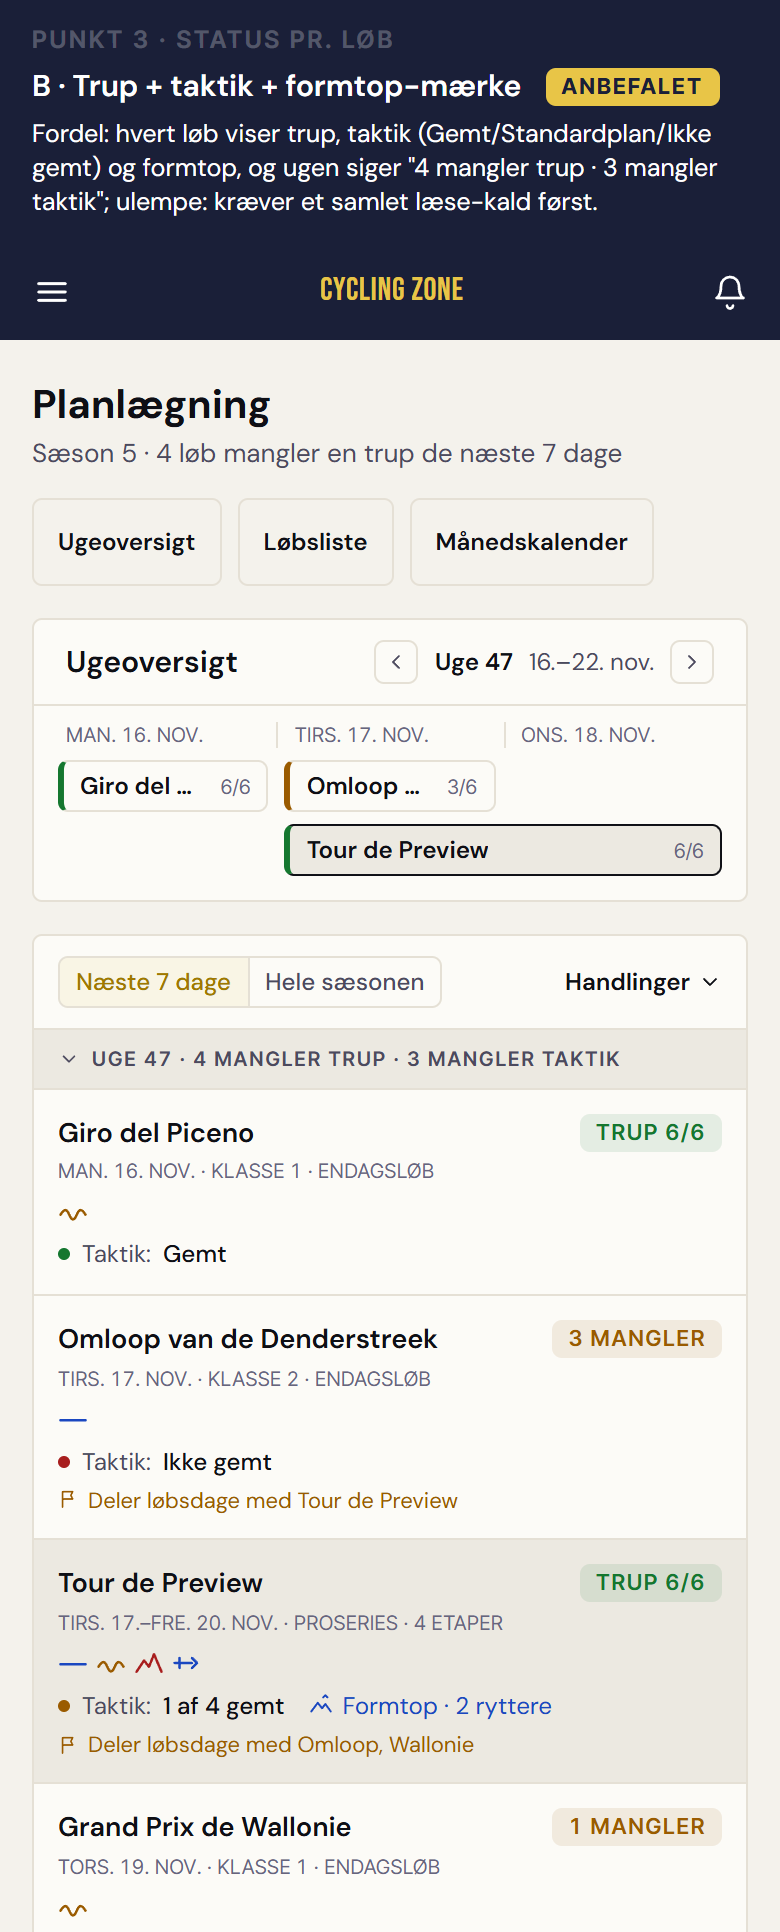 PUNKT 3 · STATUS PR. LØB
B · Trup + taktik + formtop-mærke ANBEFALET
Fordel: hvert løb viser trup, taktik (Gemt/Standardplan/Ikke
gemt) og formtop, og ugen siger "4 mangler trup · 3 mangler
taktik"; ulempe: kræver et samlet læse-kald først.
CYCLING ZONE
Planlægning
Sæson 5 · 4 løb mangler en trup de næste 7 dage
Ugeoversigt Løbsliste Månedskalender
Ugeoversigt Uge 47 16.–22. nov.
MAN. 16. NOV. TIRS. 17. NOV. ONS. 18. NOV.
Giro del ... 6/6 Omloop ... 3/6
Tour de Preview 6/6
Næste 7 dage Hele sæsonen Handlinger
UGE 47 · 4 MANGLER TRUP · 3 MANGLER TAKTIK
Giro del Piceno TRUP 6/6
MAN. 16. NOV. · KLASSE 1 · ENDAGSLØB
Taktik: Gemt
Omloop van de Denderstreek 3 MANGLER
TIRS. 17. NOV. · KLASSE 2 · ENDAGSLØB
Taktik: Ikke gemt
Deler løbsdage med Tour de Preview
Tour de Preview TRUP 6/6
TIRS. 17.–FRE. 20. NOV. · PROSERIES · 4 ETAPER
Taktik: 1 af 4 gemt Formtop · 2 ryttere
Deler løbsdage med Omloop, Wallonie
Grand Prix de Wallonie 1 MANGLER
TORS. 19. NOV. · KLASSE 1 · ENDAGSLØB